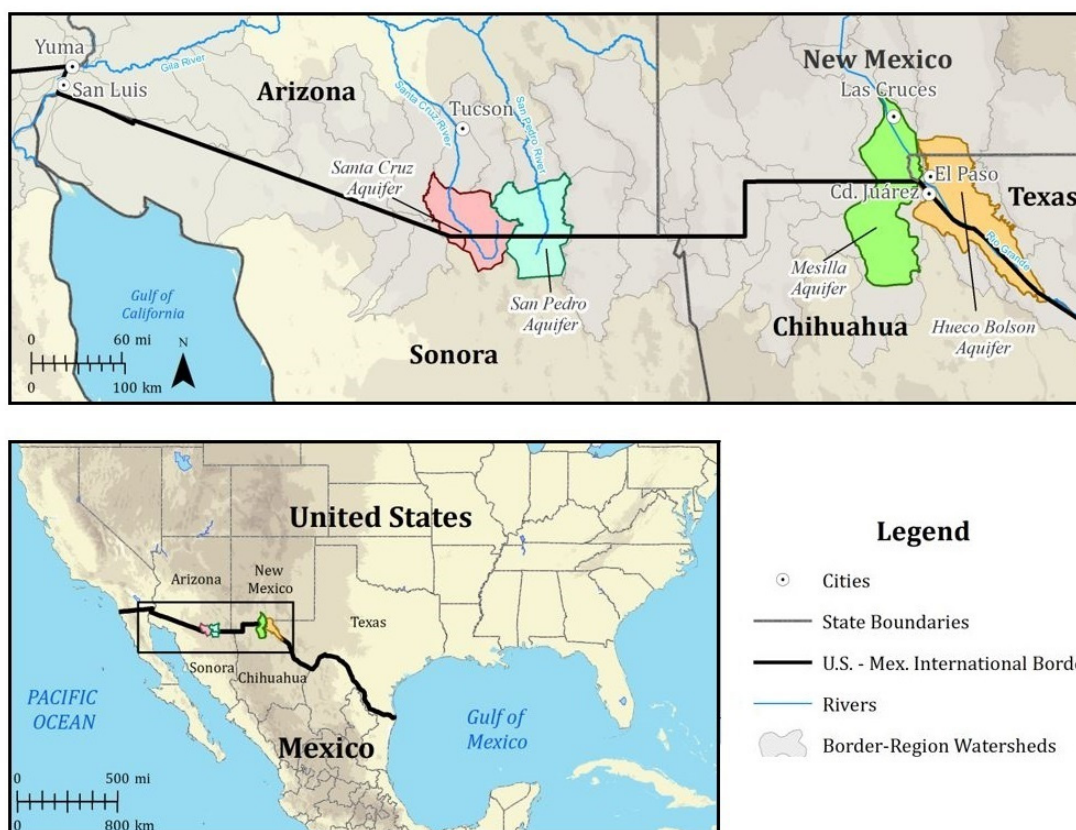 Yuma
San Luis
Gila River
Arizona
Santa Cruz River
Tucson
San Pedro River
New Mexico
Las Cruces
Santa Cruz
Aquifer
El Paso
Cd. Juárez
Texas
Rio Grande
Gulf of
California
San Pedro
Aquifer
Mesilla
Aquifer
Sonora
Chihuahua
Hueco Bolson
Aquifer
0 60 mi
0 100 km
N
United States
Arizona
New
Mexico
Texas
Sonora
Chihuahua
PACIFIC
OCEAN
Gulf of
Mexico
Mexico
0 500 mi
0 800 km
Legend
Cities
State Boundaries
U.S. - Mex. International Borde
Rivers
Border-Region Watersheds